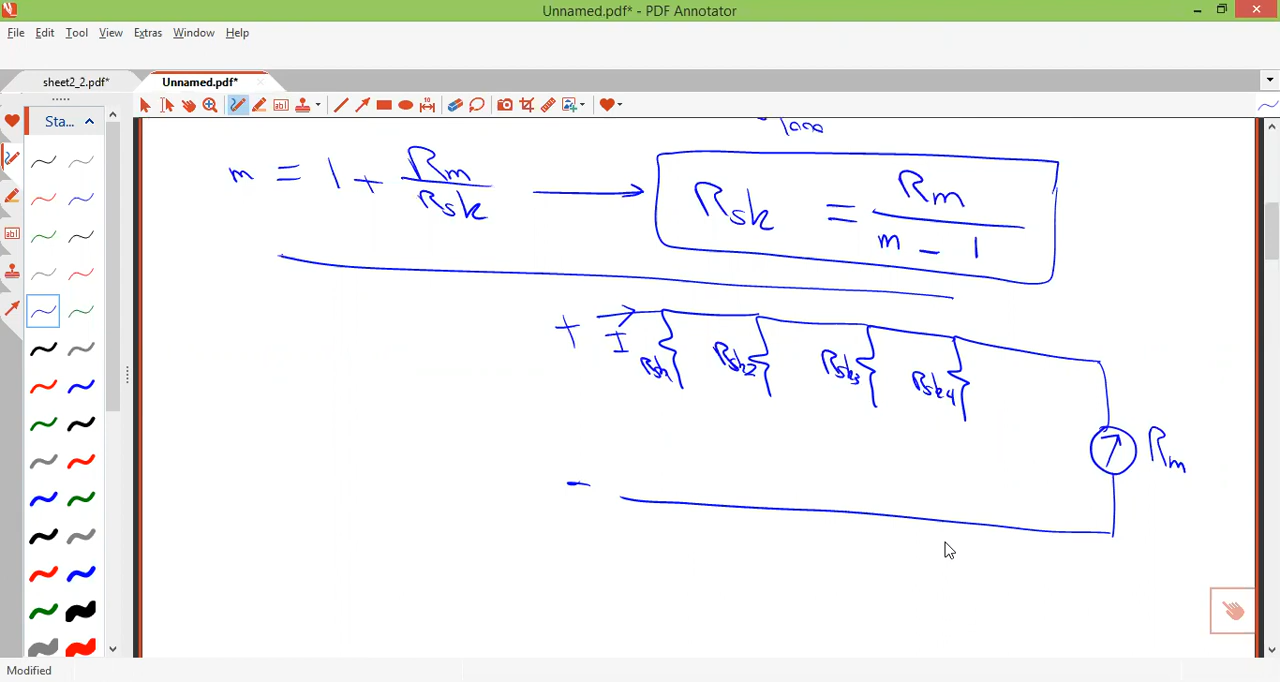 Unnamed.pdf* - PDF Annotator
File Edit Tool View Extras Window Help
sheet2_2.pdf* Unnamed.pdf*
Sta...
m = 1 + Rm / Rsh → Rsh = Rm / m - 1
+ I Rsh1 Rsh2 Rsh3 Rsh4
Rm
-
Modified